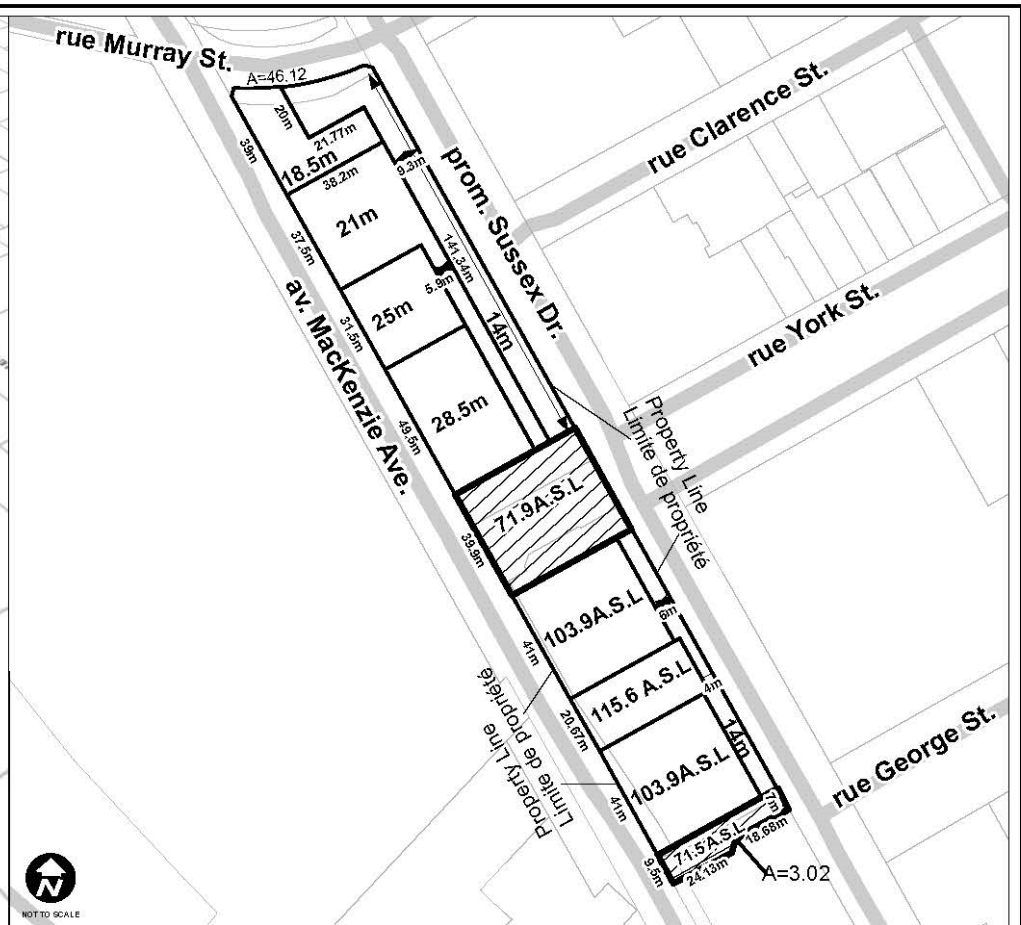 rue Murray St.
A=46.12
rue Clarence St.
20m
39m
21.77m
18.5m
38.2m
9.3m
prom. Sussex Dr.
21m
37.5m
141.34m
5.9m
25m
31.5m
14m
rue York St.
av. MacKenzie Ave.
28.5m
49.5m
Property Line
Limite de propriété
71.9A.S.L
39.9m
103.9A.S.L
6m
41m
115.6 A.S.L
4m
20.67m
14m
Property Line
Limite de propriété
103.9A.S.L
41m
rue George St.
7m
71.5A.S.L
18.68m
9.5m
24.13m
A=3.02
N
NOT TO SCALE